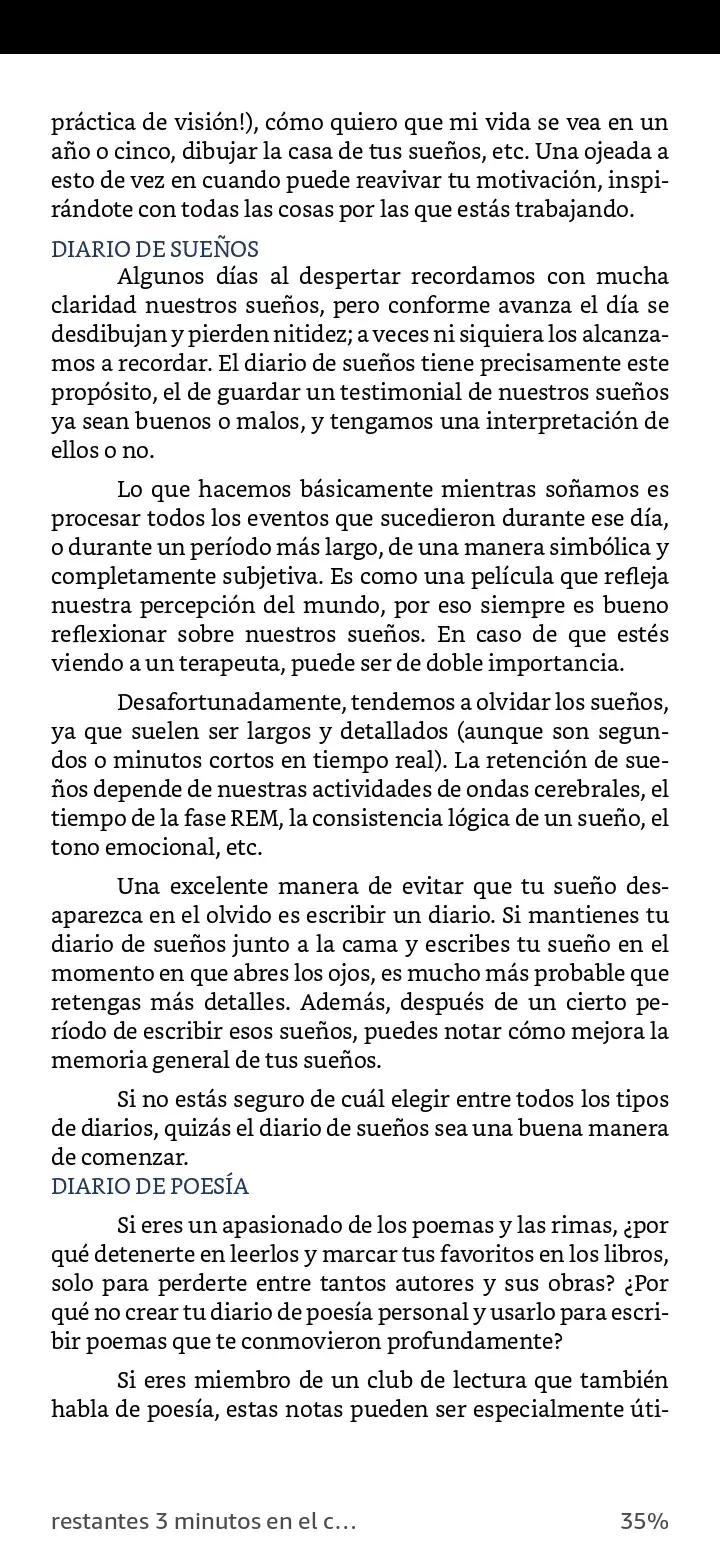 práctica de visión!), cómo quiero que mi vida se vea en un
año o cinco, dibujar la casa de tus sueños, etc. Una ojeada a
esto de vez en cuando puede reavivar tu motivación, inspi-
rándote con todas las cosas por las que estás trabajando.
DIARIO DE SUEÑOS
Algunos días al despertar recordamos con mucha
claridad nuestros sueños, pero conforme avanza el día se
desdibujan y pierden nitidez; a veces ni siquiera los alcanza-
mos a recordar. El diario de sueños tiene precisamente este
propósito, el de guardar un testimonial de nuestros sueños
ya sean buenos o malos, y tengamos una interpretación de
ellos o no.
Lo que hacemos básicamente mientras soñamos es
procesar todos los eventos que sucedieron durante ese día,
o durante un período más largo, de una manera simbólica y
completamente subjetiva. Es como una película que refleja
nuestra percepción del mundo, por eso siempre es bueno
reflexionar sobre nuestros sueños. En caso de que estés
viendo a un terapeuta, puede ser de doble importancia.
Desafortunadamente, tendemos a olvidar los sueños,
ya que suelen ser largos y detallados (aunque son segun-
dos o minutos cortos en tiempo real). La retención de sue-
ños depende de nuestras actividades de ondas cerebrales, el
tiempo de la fase REM, la consistencia lógica de un sueño, el
tono emocional, etc.
Una excelente manera de evitar que tu sueño des-
aparezca en el olvido es escribir un diario. Si mantienes tu
diario de sueños junto a la cama y escribes tu sueño en el
momento en que abres los ojos, es mucho más probable que
retengas más detalles. Además, después de un cierto pe-
ríodo de escribir esos sueños, puedes notar cómo mejora la
memoria general de tus sueños.
Si no estás seguro de cuál elegir entre todos los tipos
de diarios, quizás el diario de sueños sea una buena manera
de comenzar.
DIARIO DE POESÍA
Si eres un apasionado de los poemas y las rimas, ¿por
qué detenerte en leerlos y marcar tus favoritos en los libros,
solo para perderte entre tantos autores y sus obras? ¿Por
qué no crear tu diario de poesía personal y usarlo para escri-
bir poemas que te conmovieron profundamente?
Si eres miembro de un club de lectura que también
habla de poesía, estas notas pueden ser especialmente úti-
restantes 3 minutos en el c...
35%